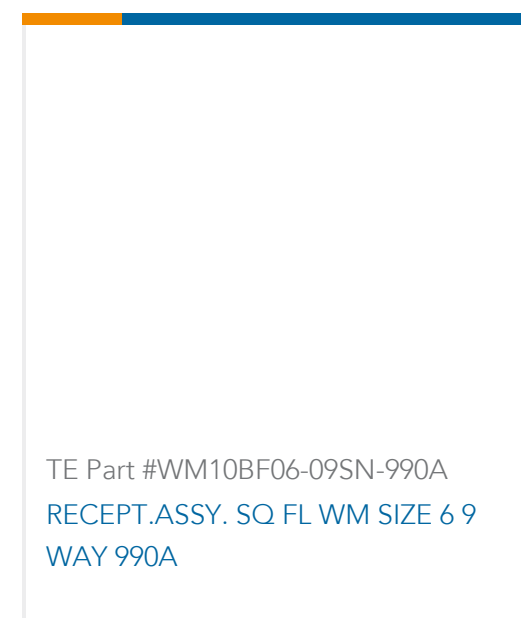 TE Part #WM10BF06-09SN-990A
RECEPT.ASSY. SQ FL WM SIZE 6 9
WAY 990A